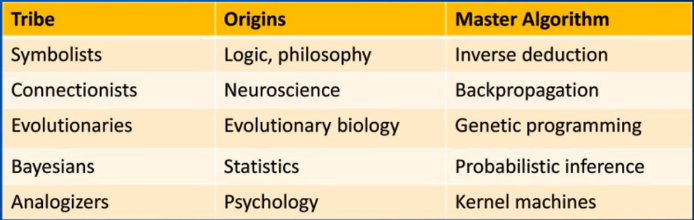 Tribe Origins Master Algorithm
Symbolists Logic, philosophy Inverse deduction
Connectionists Neuroscience Backpropagation
Evolutionaries Evolutionary biology Genetic programming
Bayesians Statistics Probabilistic inference
Analogizers Psychology Kernel machines